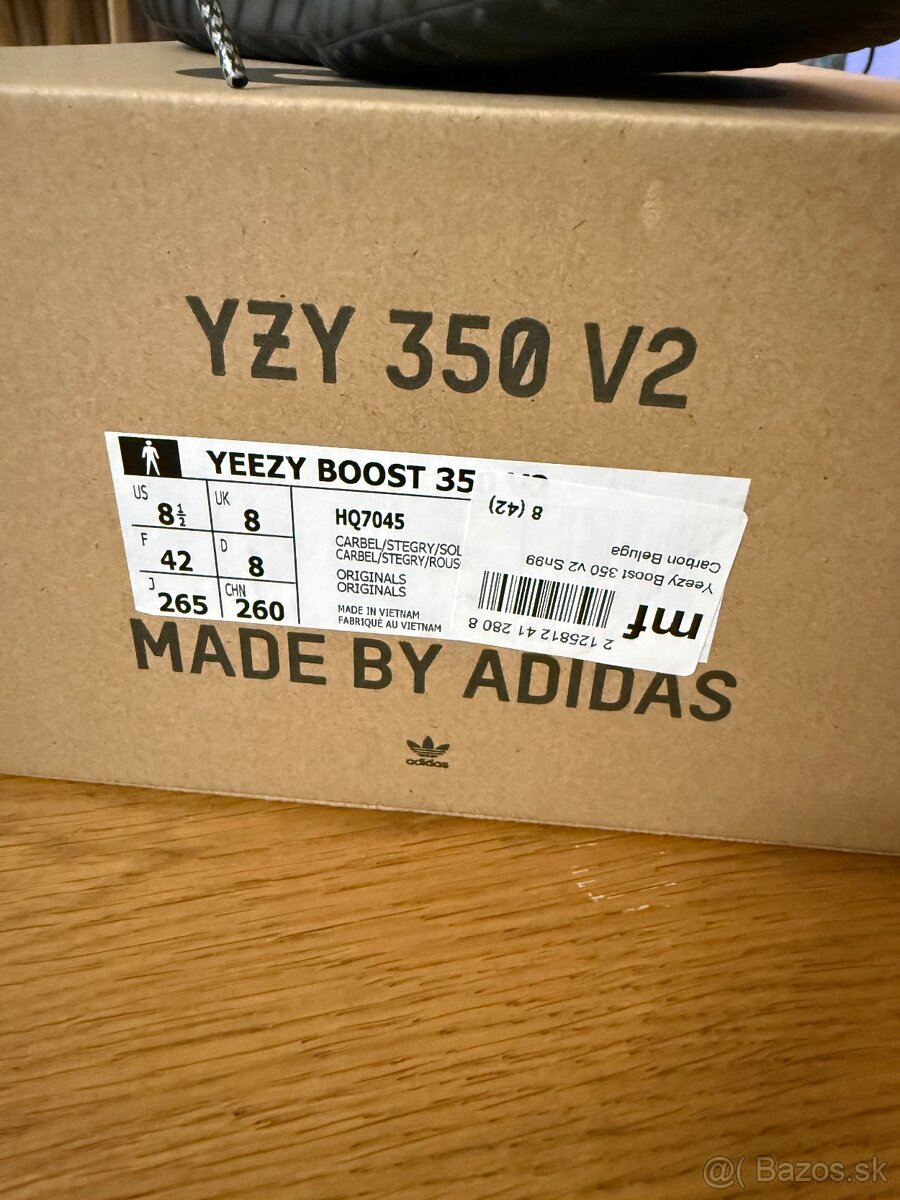 YZY 350 V2
YEEZY BOOST 35
US
8½
UK
8
F
42
D
8
J
265
CHN
260
HQ7045
CARBEL/STEGRY/SOL
CARBEL/STEGRY/ROUS
ORIGINALS
ORIGINALS
MADE IN VIETNAM
FABRIQUÉ AU VIETNAM
mf
Yeezy Boost 350 v2 Sn99
Carbon Beluga
8 (42)
2 125812 41 280 8
MADE BY ADIDAS
adidas
@( Bazos.sk